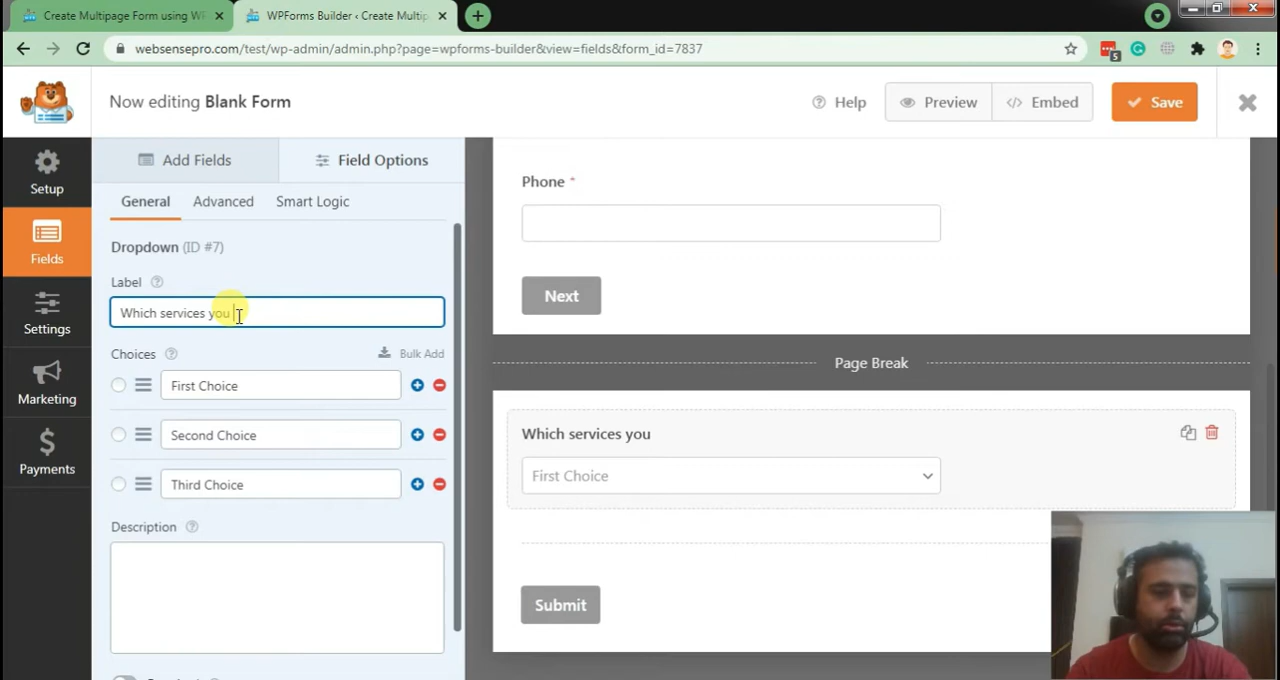 Create Multipage Form using WP
WPForms Builder ‹ Create Multip
websensepro.com/test/wp-admin/admin.php?page=wpforms-builder&view=fields&form_id=7837
5
Now editing Blank Form
Help
Preview
Embed
Save
Setup
Fields
Settings
Marketing
Payments
Add Fields
Field Options
General
Advanced
Smart Logic
Dropdown (ID #7)
Label
Which services you
Choices
Bulk Add
First Choice
Second Choice
Third Choice
Description
Phone *
Next
Page Break
Which services you
First Choice
Submit